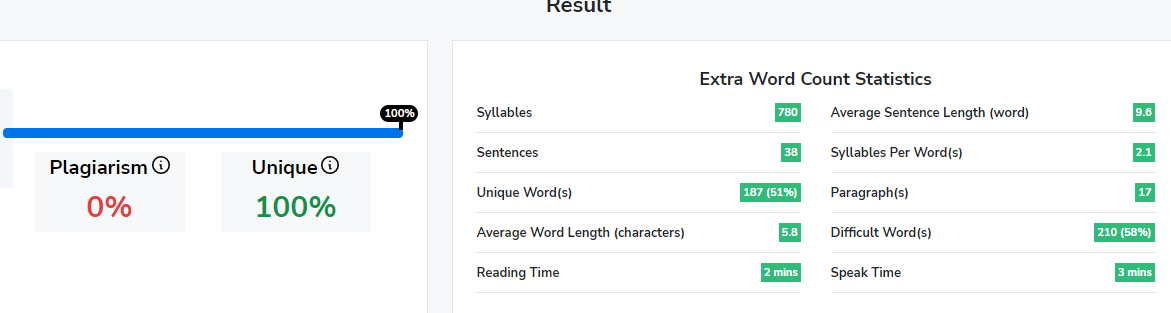 Result
100%
Plagiarism
Unique
0%
100%
Extra Word Count Statistics
Syllables 780
Average Sentence Length (word) 9.6
Sentences 38
Syllables Per Word(s) 2.1
Unique Word(s) 187 (51%)
Paragraph(s) 17
Average Word Length (characters) 5.8
Difficult Word(s) 210 (58%)
Reading Time 2 mins
Speak Time 3 mins